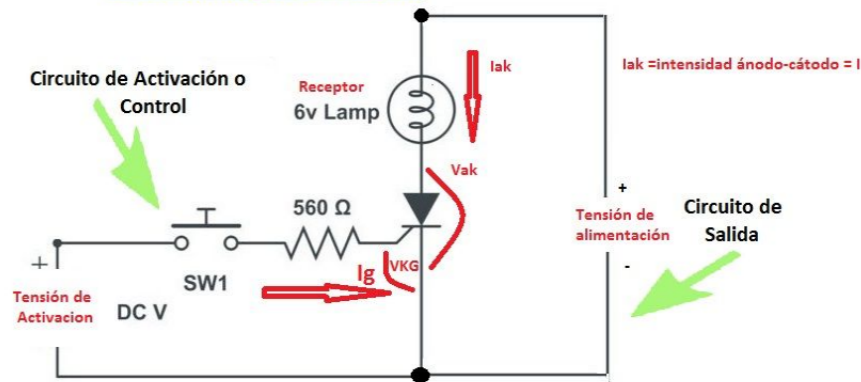 Circuito de Activación o
Control
Receptor
6v Lamp
Iak
Iak =intensidad ánodo-cátodo = I
Vak
560 Ω
SW1
Ig
VKG
+
Tensión de
Activacion
DC V
+
Tensión de
alimentación
-
Circuito de
Salida